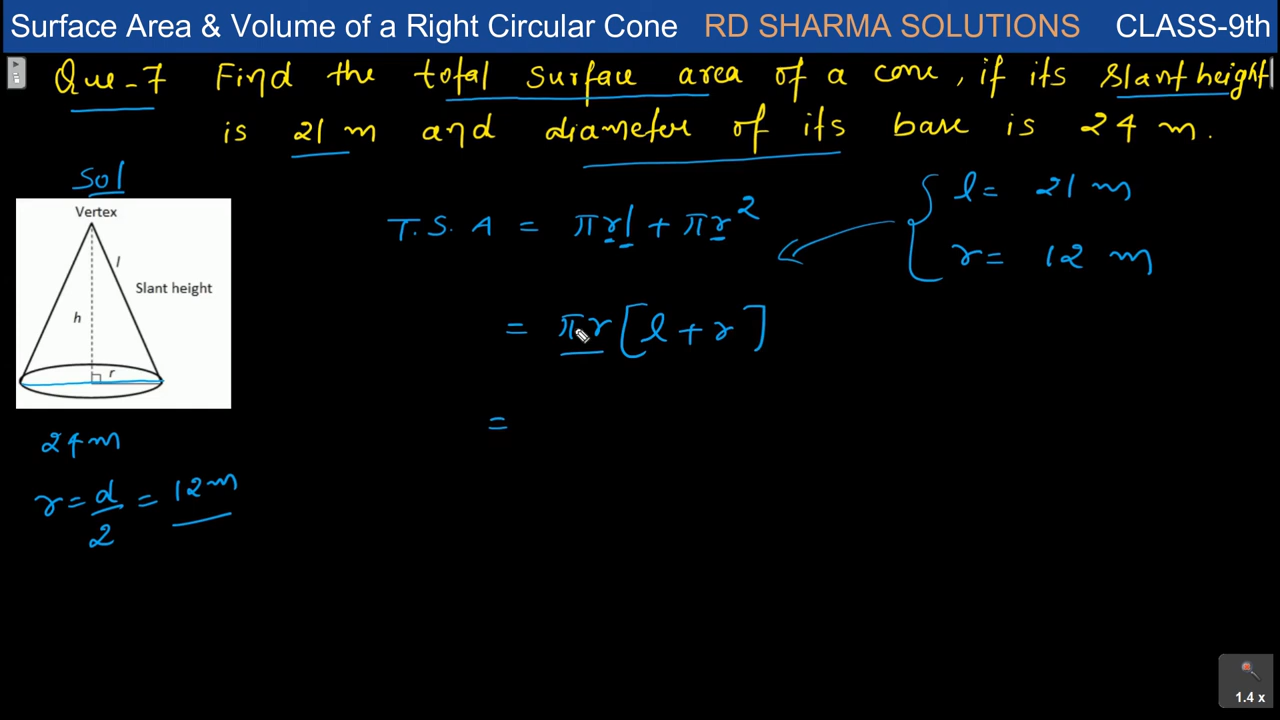 Surface Area & Volume of a Right Circular Cone RD SHARMA SOLUTIONS CLASS-9th
Que-7 Find the total surface area of a cone, if its slant height
is 21 m and diameter of its base is 24 m.
Sol
Vertex
l
Slant height
h
r
24 m
r = d/2 = 12 m
T.S.A = πrl + πr²
= πr[l + r]
=
l = 21 m
r = 12 m
1.4 x